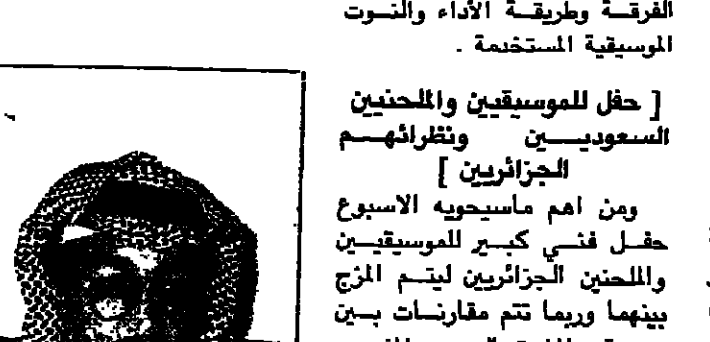 الفرقة وطريقة الأداء والنوت
الموسيقية المستخدمة .
[ حفل للموسيقيين والملحنيين
السعوديين ونظرائهم
الجزائريين ]
ومن اهم ماسيحويه الاسبوع
حفل فني كبير للموسيقيين
والملحنين الجزائريين ليتم المزج
بينهما وربما تتم مقارنات بين